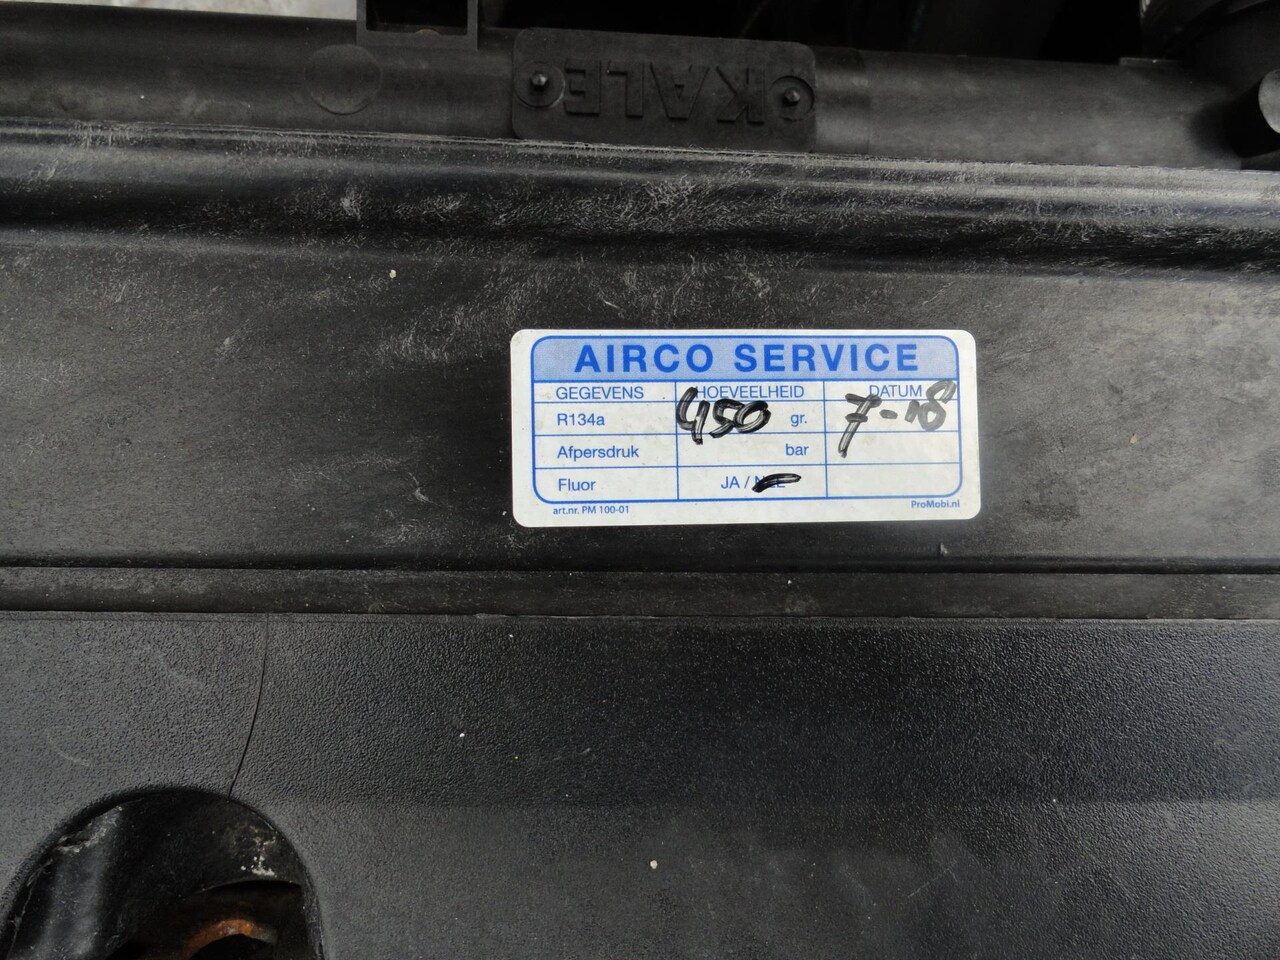 KALE
AIRCO SERVICE
GEGEVENS HOEVEELHEID DATUM
R134a 450 gr. 7-18
Afpersdruk bar
Fluor JA / NEE
art.nr. PM 100-01 ProMobi.nl